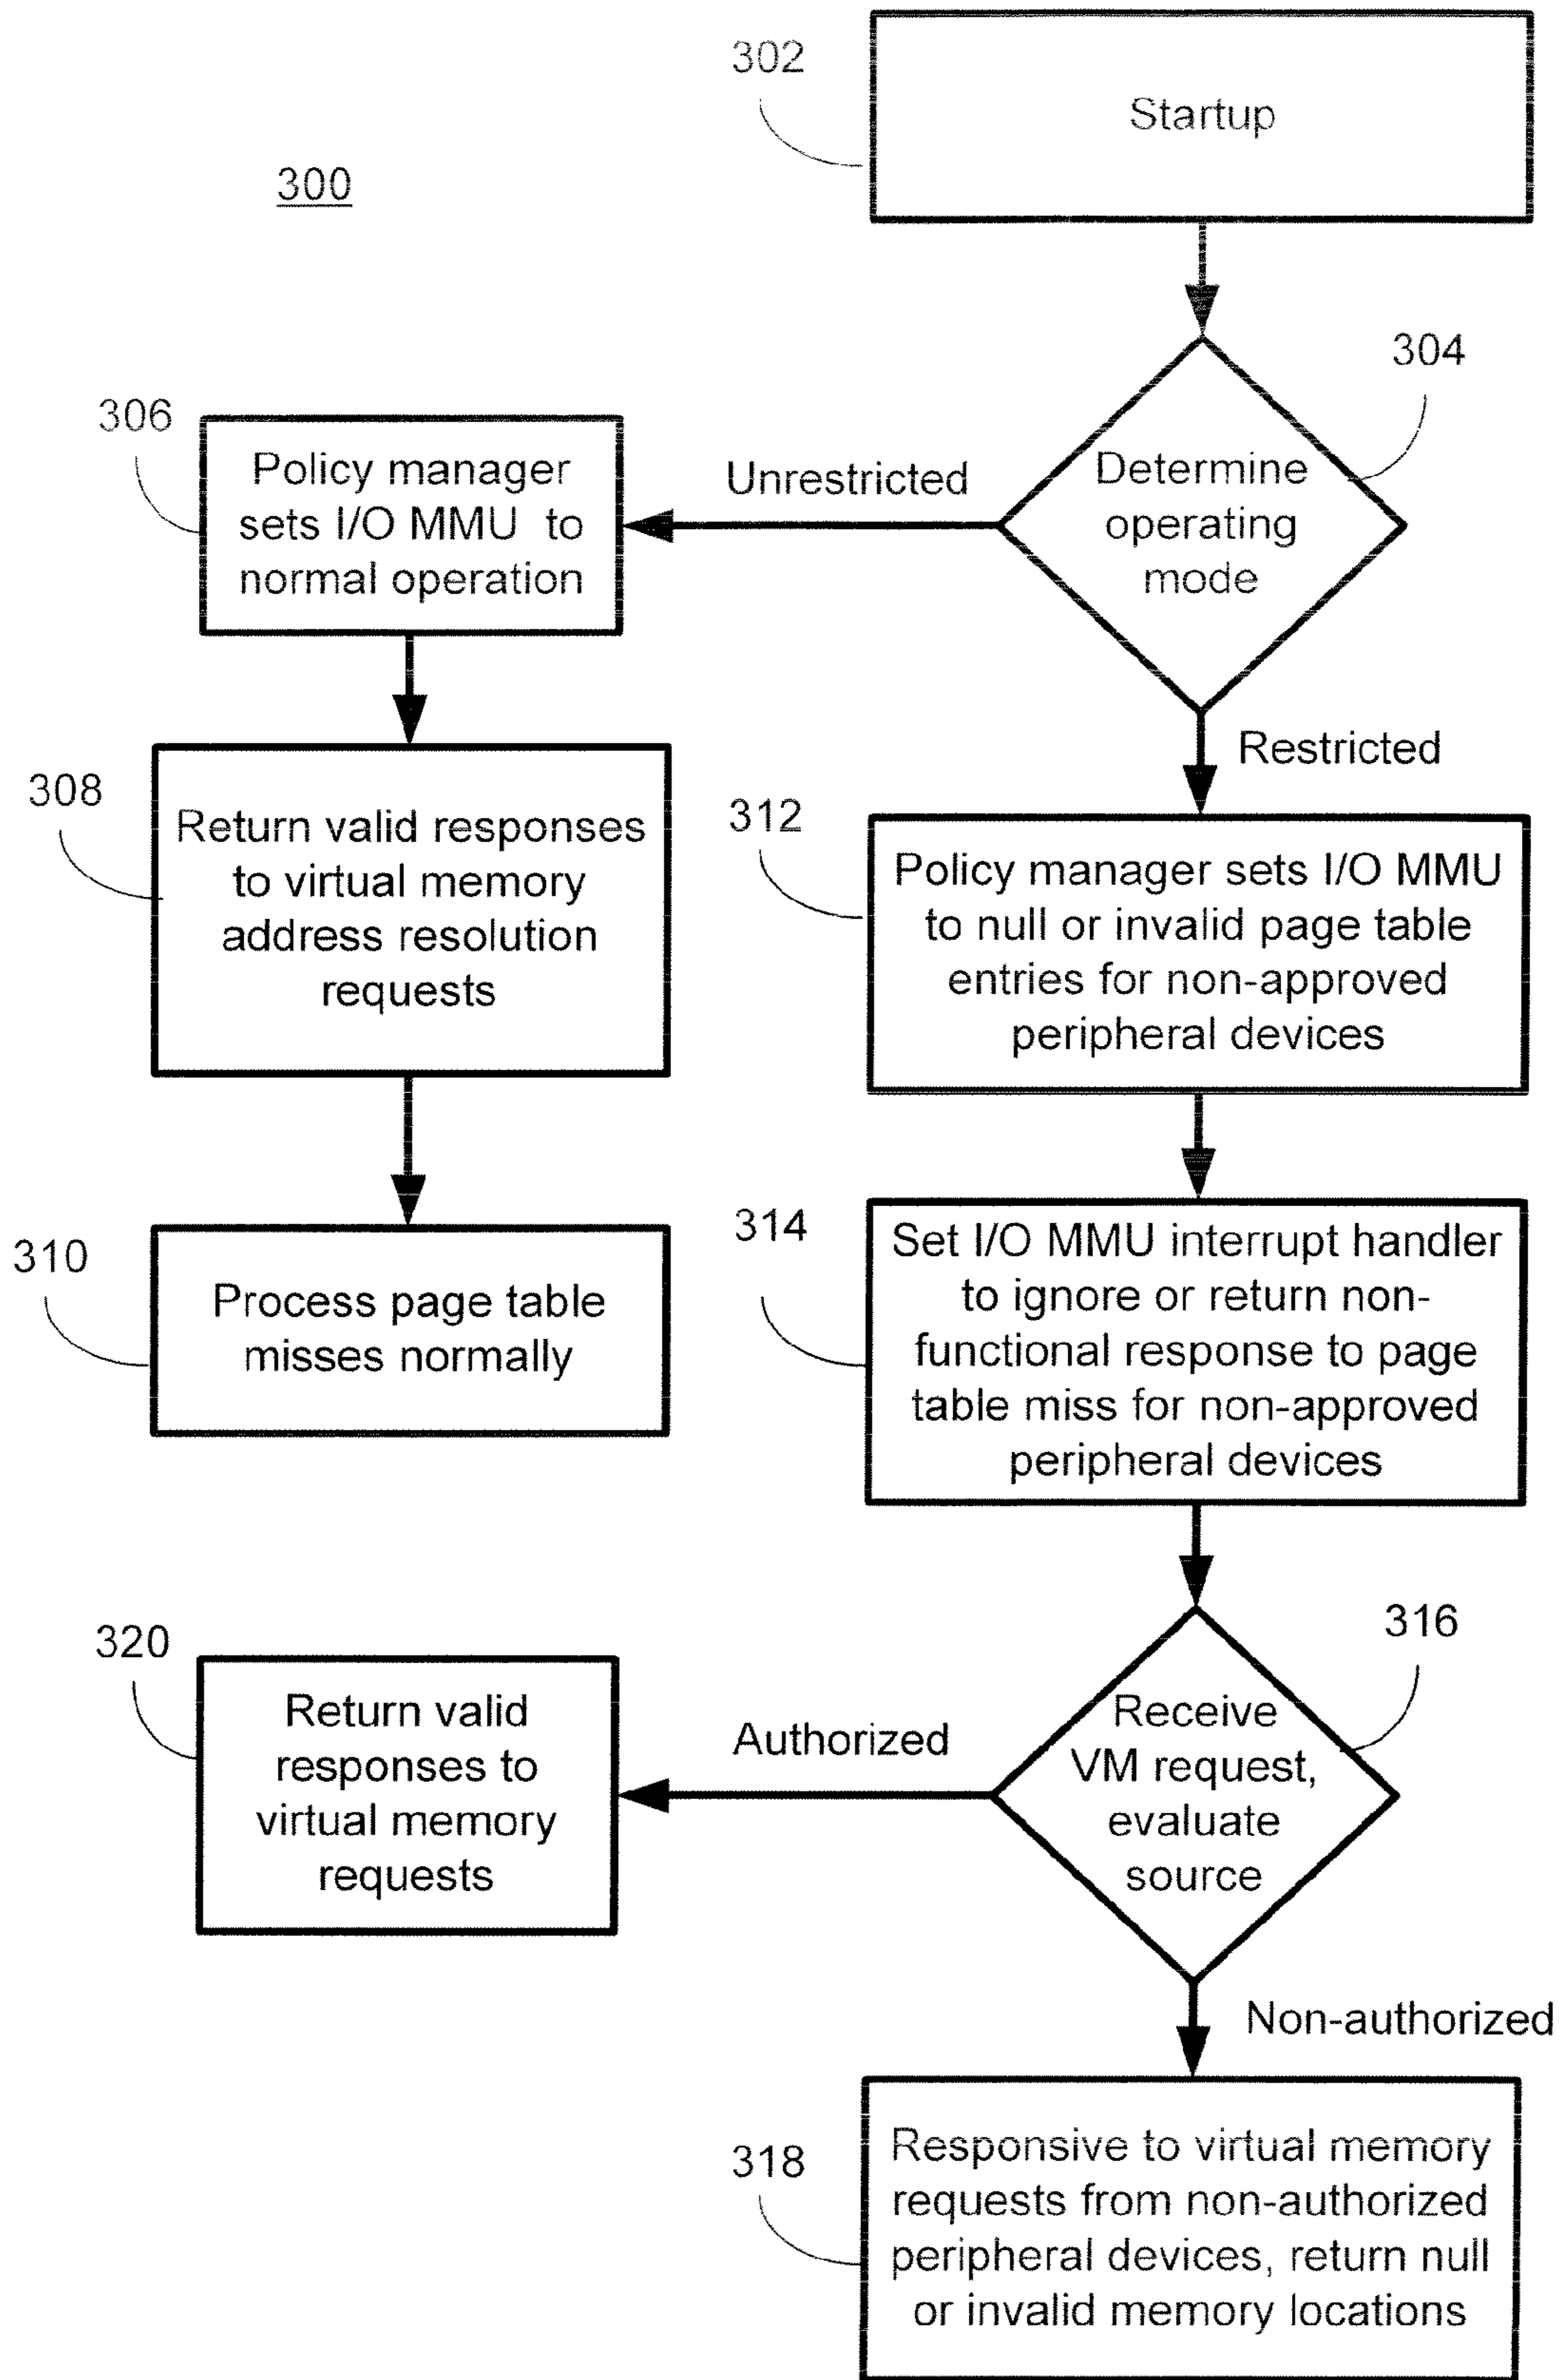 302
Startup
300
304
Determine
operating
mode
Unrestricted
306
Policy manager
sets I/O MMU to
normal operation
Restricted
308
Return valid responses
to virtual memory
address resolution
requests
312
Policy manager sets I/O MMU
to null or invalid page table
entries for non-approved
peripheral devices
310
Process page table
misses normally
314
Set I/O MMU interrupt handler
to ignore or return non-
functional response to page
table miss for non-approved
peripheral devices
316
Receive
VM request,
evaluate
source
Authorized
320
Return valid
responses to
virtual memory
requests
Non-authorized
318
Responsive to virtual memory
requests from non-authorized
peripheral devices, return null
or invalid memory locations